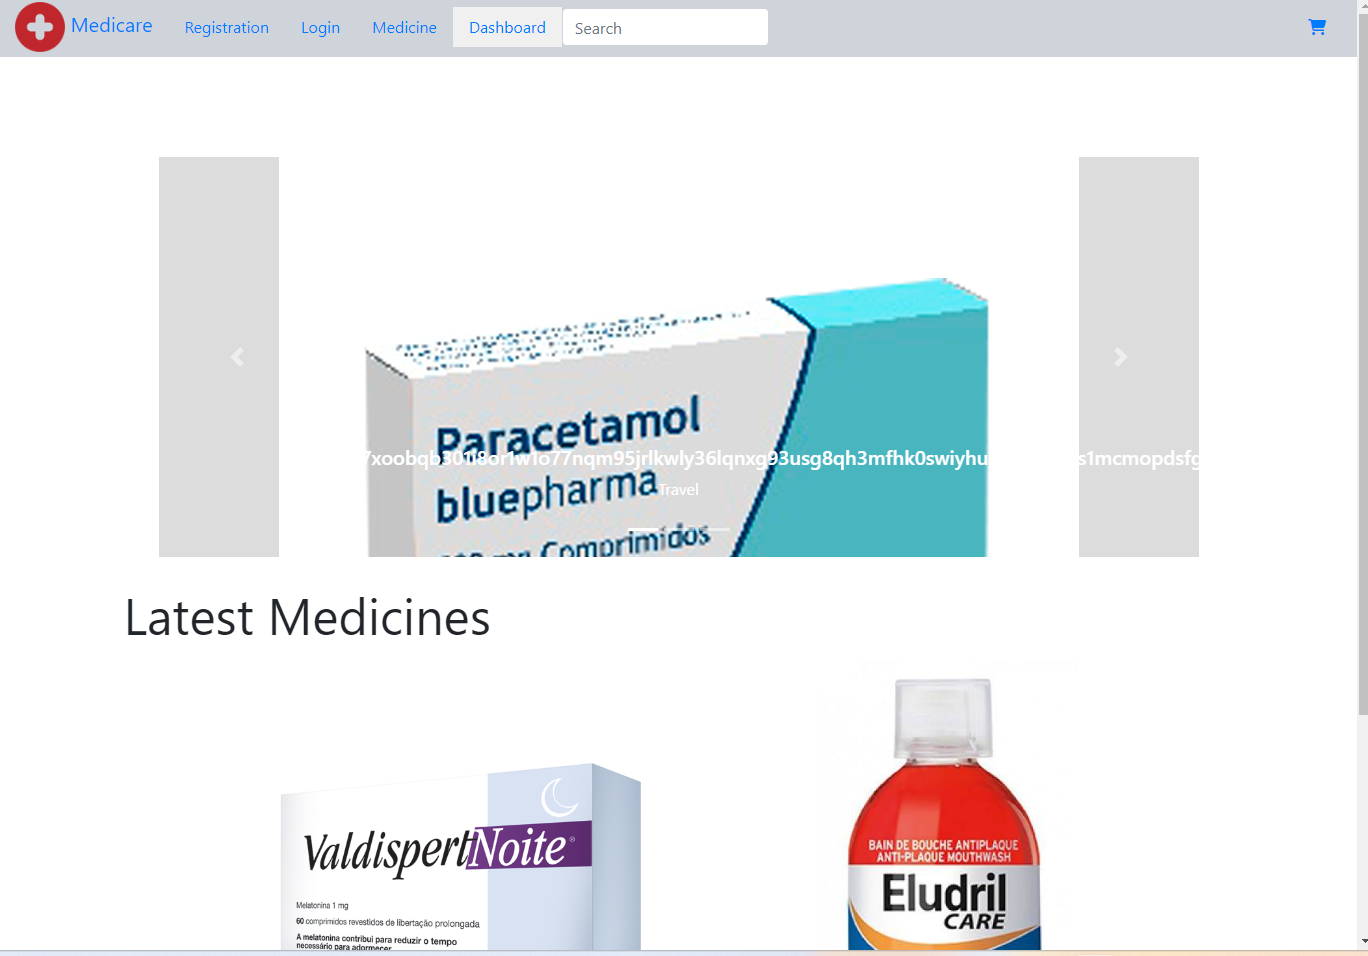 Medicare Registration Login Medicine Dashboard Search
Paracetamol
bluepharma
Travel
Comprimidos
Latest Medicines
ValdispertNoite
Melatonina 1 mg
60 comprimidos revestidos de libertação prolongada
A melatonina contribui para reduzir o tempo
necessário para adormecer
BAIN DE BOUCHE ANTIPLAQUE
ANTI-PLAQUE MOUTHWASH
Eludril
CARE